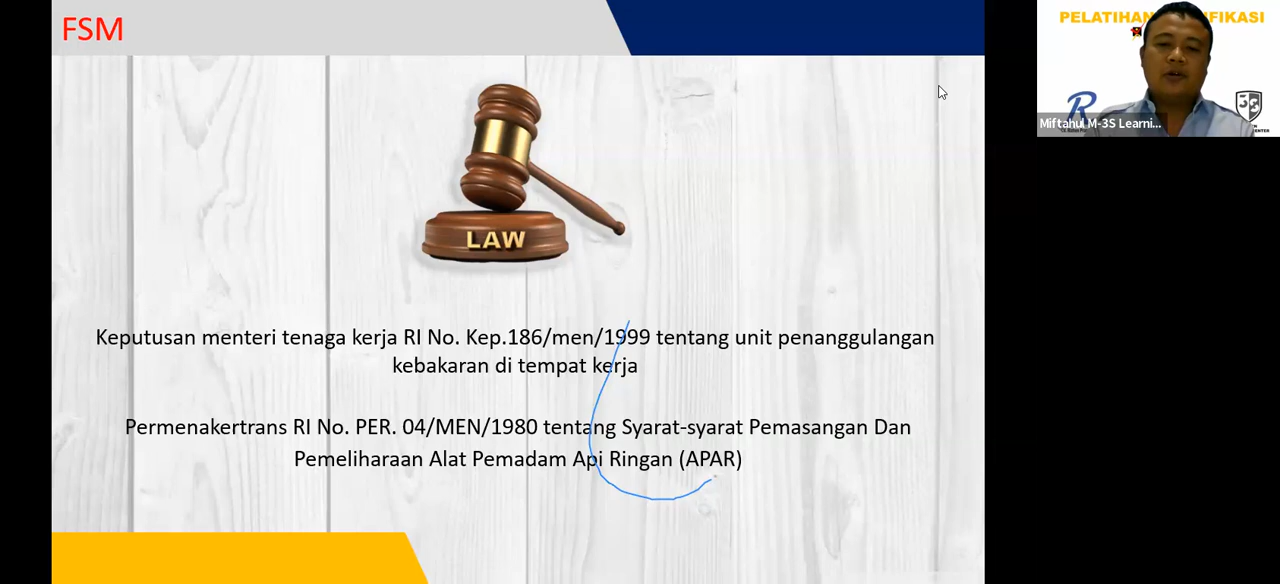 FSM
LAW
Keputusan menteri tenaga kerja RI No. Kep.186/men/1999 tentang unit penanggulangan
kebakaran di tempat kerja
Permenakertrans RI No. PER. 04/MEN/1980 tentang Syarat-syarat Pemasangan Dan
Pemeliharaan Alat Pemadam Api Ringan (APAR)
PELATIHAN
IFIKASI
Miftahul M-3S Learni...